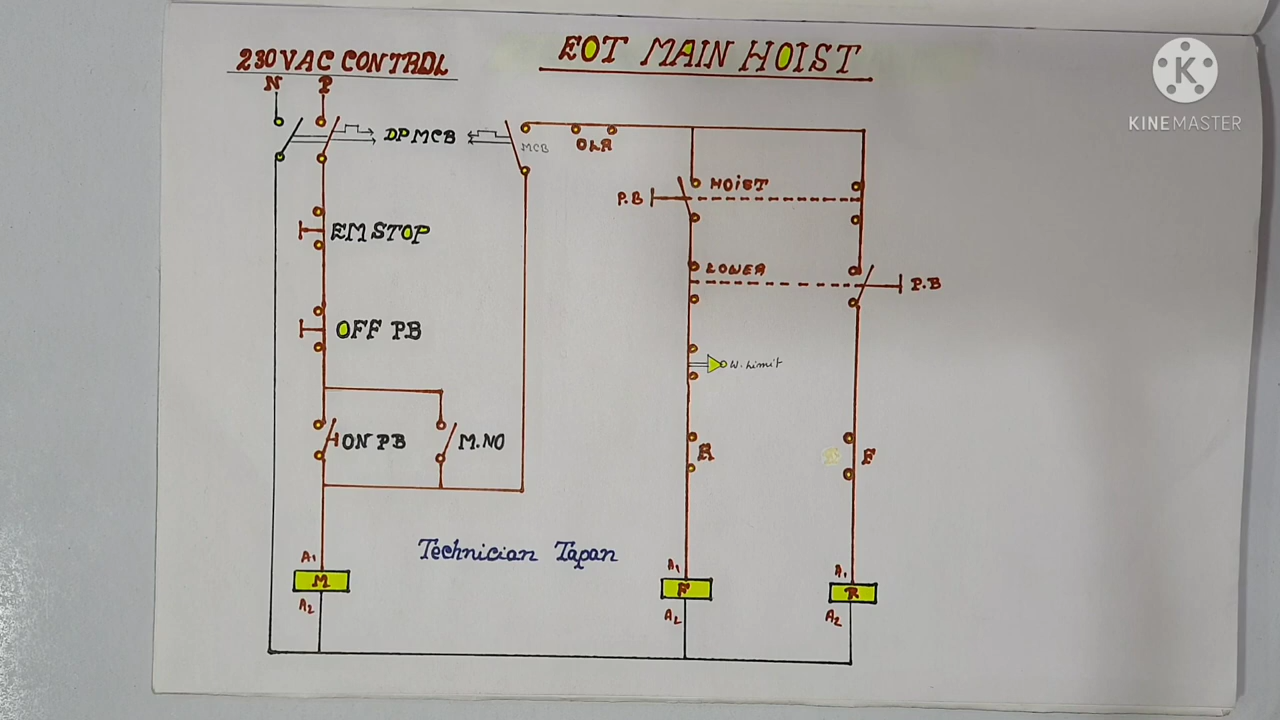 230VAC CONTROL
EOT MAIN HOIST
N P
DPMCB
MCB
OLR
K
KINEMASTER
P.B HOIST
EM STOP
LOWER
P.B
OFF P.B
W. Limit
ON PB
M.NO
R
F
Technician Tapan
A1
M
A2
A1
F
A2
A1
R
A2